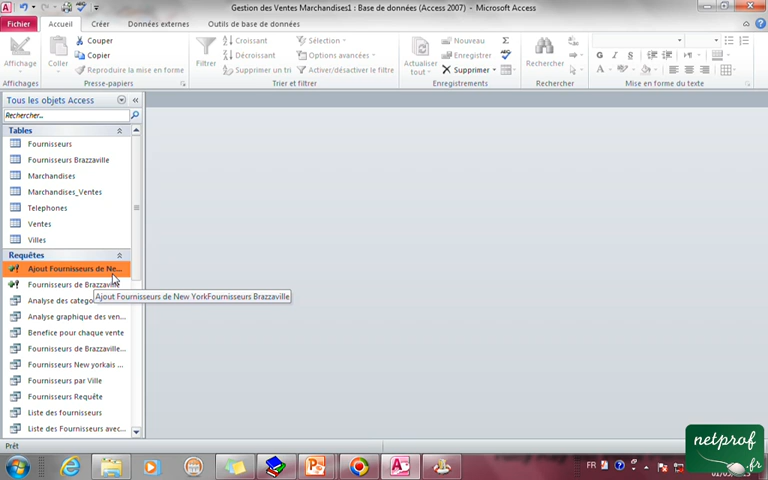 Gestion des Ventes Marchandises1 : Base de données (Access 2007) - Microsoft Access
Fichier Accueil Créer Données externes Outils de base de données
Affichage
Affichages
Coller
Couper
Copier
Reproduire la mise en forme
Presse-papiers
Filtrer
Croissant
Décroissant
Supprimer un tri
Sélection
Options avancées
Activer/désactiver le filtre
Trier et filtrer
Actualiser tout
Nouveau
Enregistrer
Supprimer
Enregistrements
Rechercher
Rechercher
G I S
Mise en forme du texte
Tous les objets Access
Rechercher...
Tables
Fournisseurs
Fournisseurs Brazzaville
Marchandises
Marchandises_Ventes
Telephones
Ventes
Villes
Requêtes
Ajout Fournisseurs de Ne...
Fournisseurs de Brazzaville
Ajout Fournisseurs de New YorkFournisseurs Brazzaville
Analyse des catego
Analyse graphique des ven...
Benefice pour chaque vente
Fournisseurs de Brazzaville...
Fournisseurs New yorkais ...
Fournisseurs par Ville
Fournisseurs Requête
Liste des fournisseurs
Liste des Fournisseurs avec...
Prêt
FR
netprof
.fr